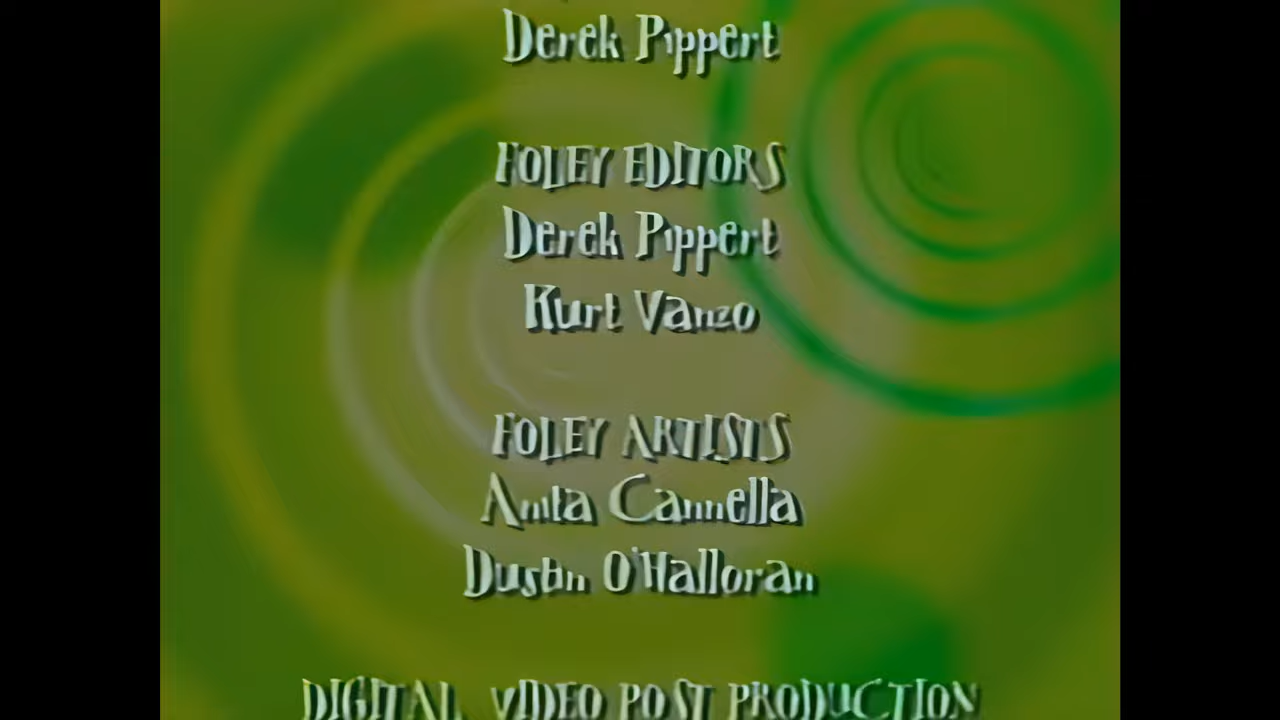 Derek Pippert
FOLEY EDITORS
Derek Pippert
Kurt Vanzo
FOLEY ARTISTS
Anita Cannella
Dustin O'Halloran
DIGITAL VIDEO POST PRODUCTION